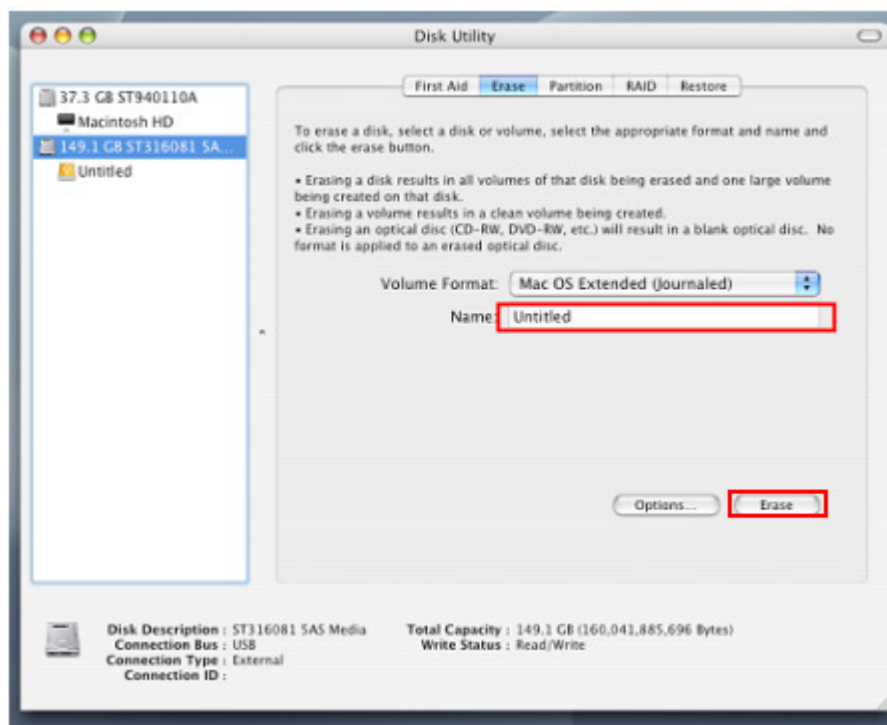 Disk Utility
37.3 GB ST940110A
Macintosh HD
149.1 GB ST316081 5A...
Untitled
First Aid Erase Partition RAID Restore
To erase a disk, select a disk or volume, select the appropriate format and name and
click the erase button.
• Erasing a disk results in all volumes of that disk being erased and one large volume
being created on that disk.
• Erasing a volume results in a clean volume being created.
• Erasing an optical disc (CD-RW, DVD-RW, etc.) will result in a blank optical disc. No
format is applied to an erased optical disc.
Volume Format: Mac OS Extended (Journaled)
Name: Untitled
Options... Erase
Disk Description : ST316081 5AS Media Total Capacity : 149.1 GB (160,041,885,696 Bytes)
Connection Bus : USB Write Status : Read/Write
Connection Type : External
Connection ID :